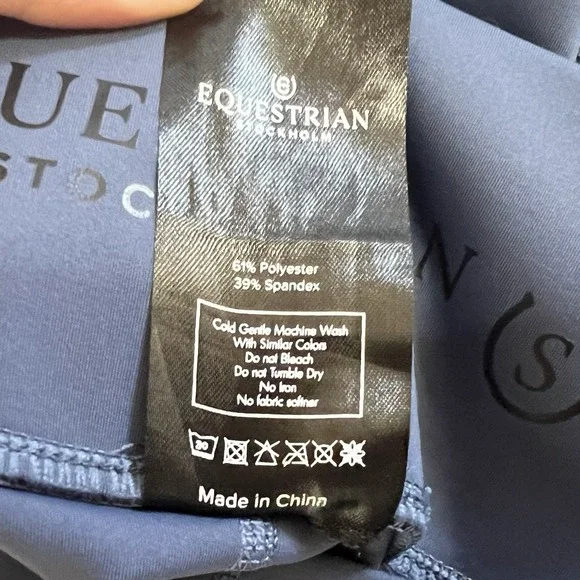 UE
STOC
EQUESTRIAN
STOCKHOLM
61% Polyester
39% Spandex
Cold Gentle Machine Wash
With Similar Colors
Do not Bleach
Do not Tumble Dry
No Iron
No fabric softner
30
Made in China
N
S